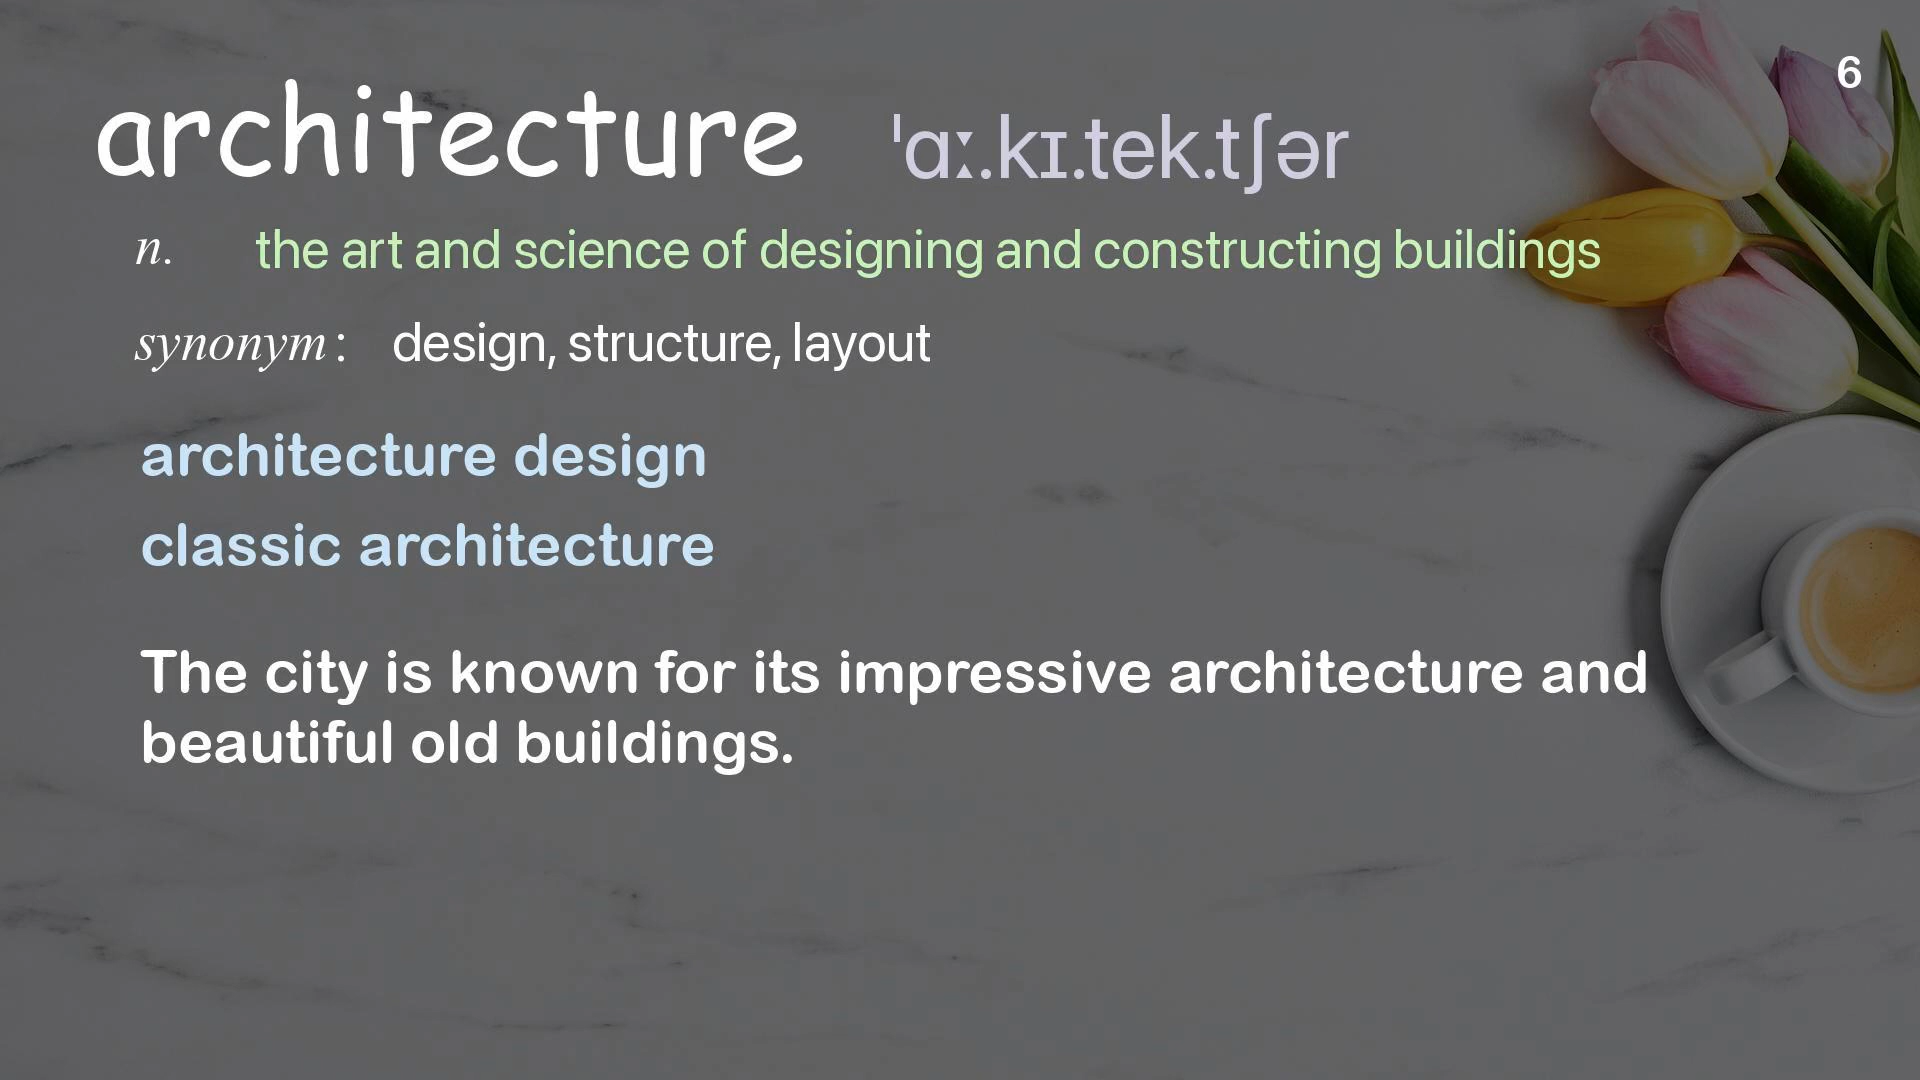 6
architecture ˈɑː.kɪ.tek.tʃər
n. the art and science of designing and constructing buildings
synonym: design, structure, layout
architecture design
classic architecture
The city is known for its impressive architecture and
beautiful old buildings.